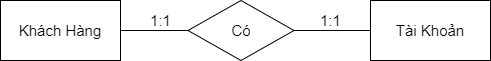 Khách Hàng
1:1
Có
1:1
Tài Khoản